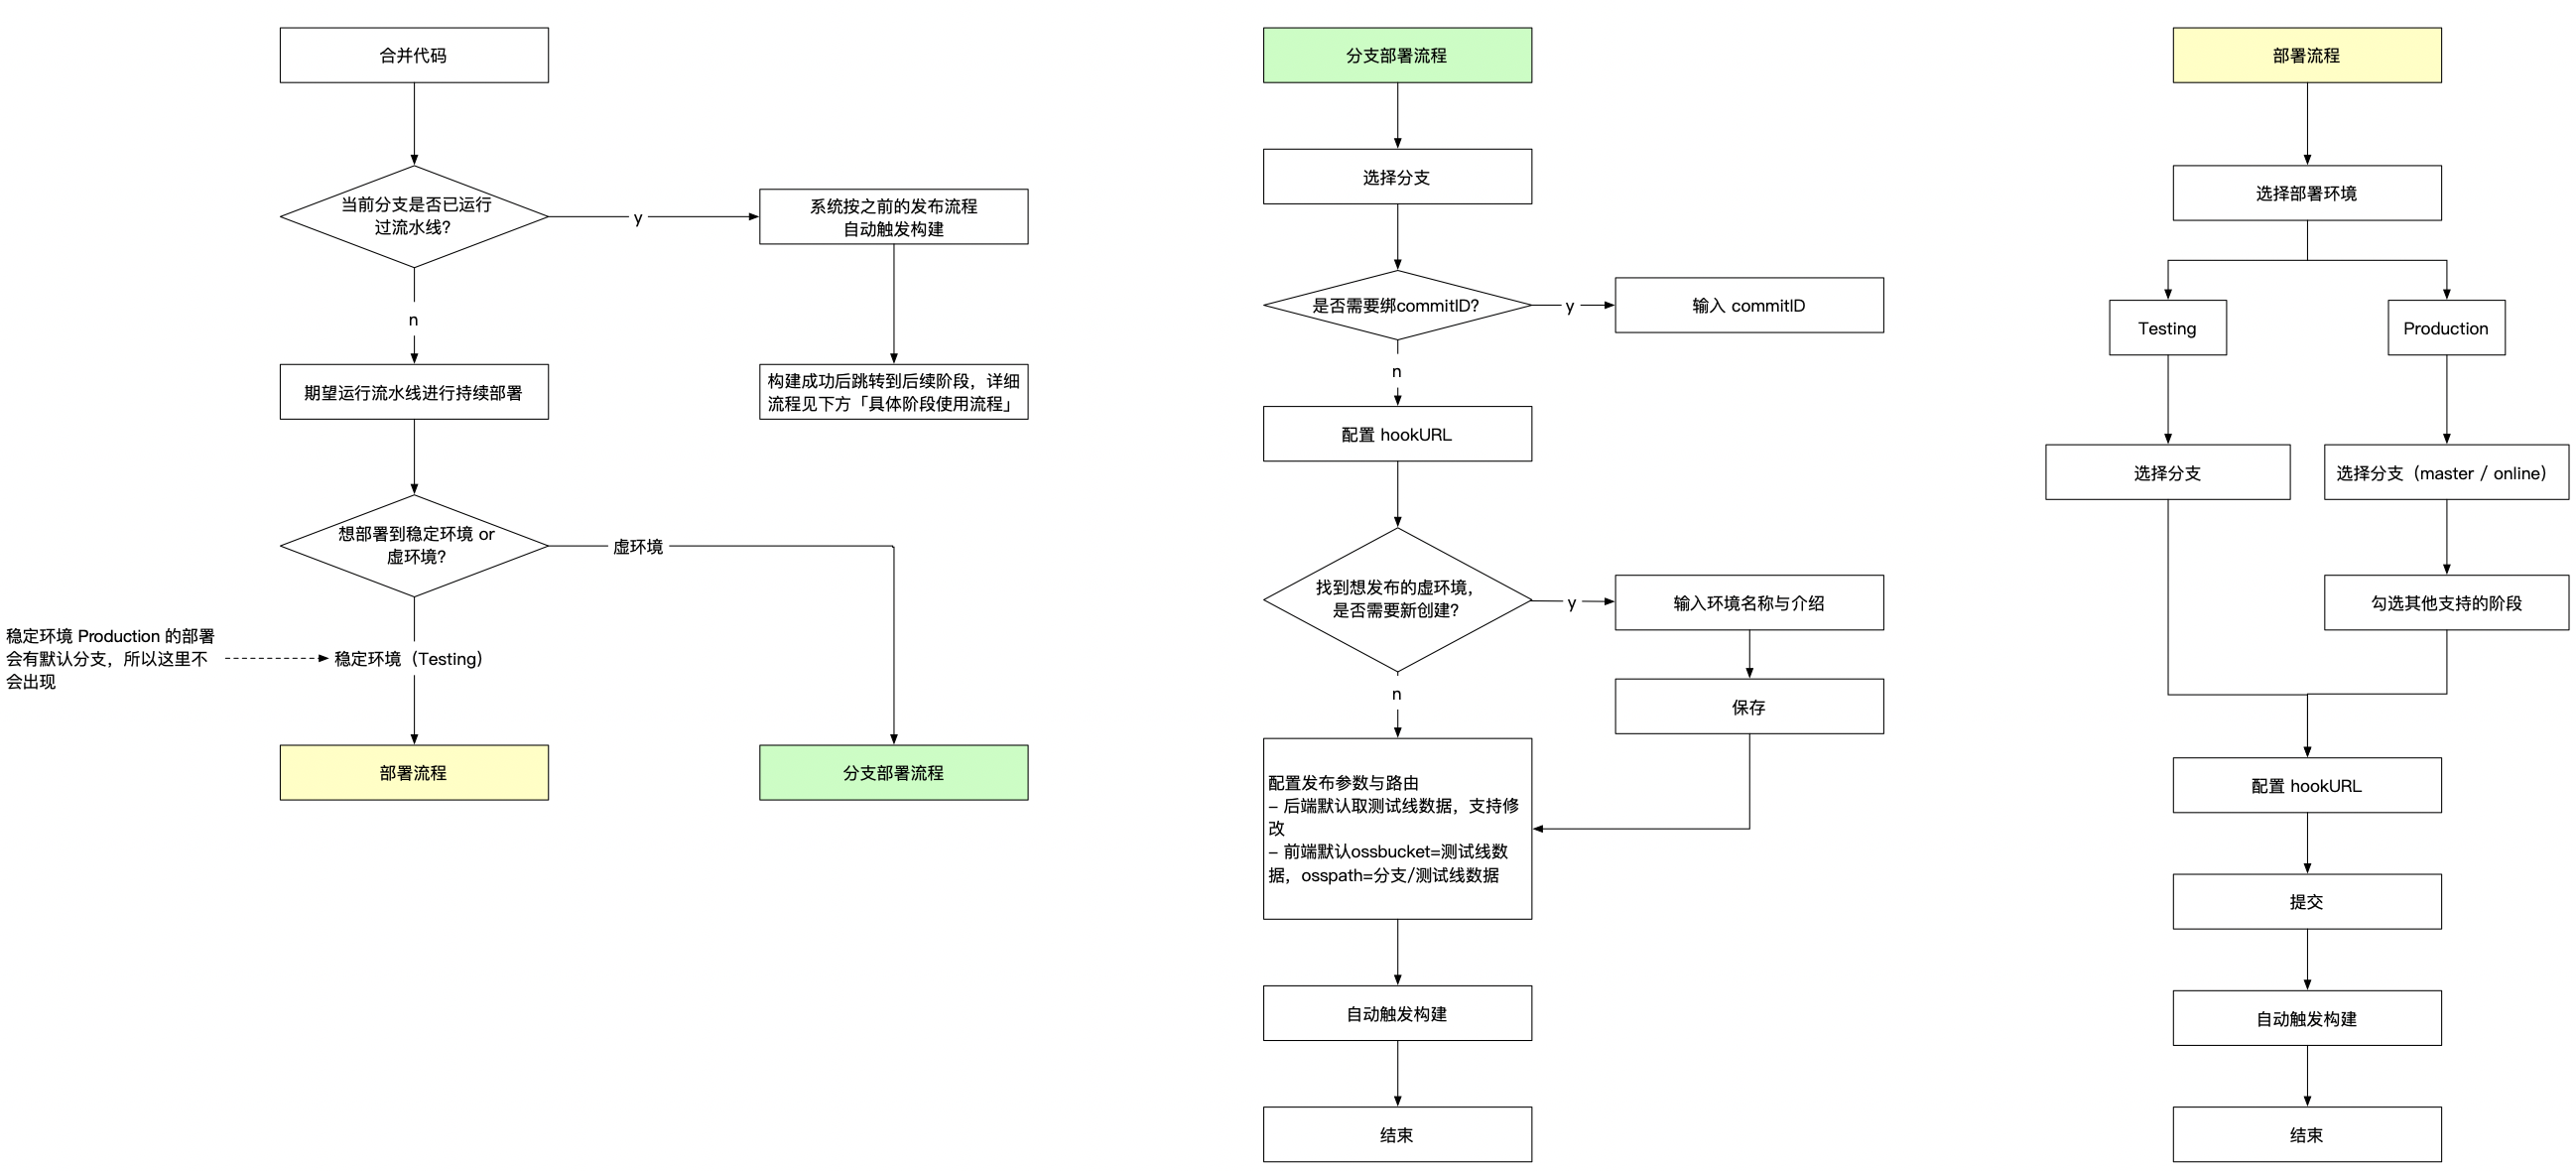 合并代码
当前分支是否已运行
过流水线？
y
系统按之前的发布流程
自动触发构建
n
期望运行流水线进行持续部署
构建成功后跳转到后续阶段，详细
流程见下方「具体阶段使用流程」
想部署到稳定环境 or
虚环境？
虚环境
稳定环境 Production 的部署
会有默认分支，所以这里不
会出现
稳定环境（Testing）
部署流程
分支部署流程
分支部署流程
选择分支
是否需要绑commitID？
y
输入 commitID
n
配置 hookURL
找到想发布的虚环境，
是否需要新创建？
y
输入环境名称与介绍
保存
n
配置发布参数与路由
- 后端默认取测试线数据，支持修
改
- 前端默认ossbucket=测试线数
据，osspath=分支/测试线数据
自动触发构建
结束
部署流程
选择部署环境
Testing
Production
选择分支
选择分支（master / online）
勾选其他支持的阶段
配置 hookURL
提交
自动触发构建
结束